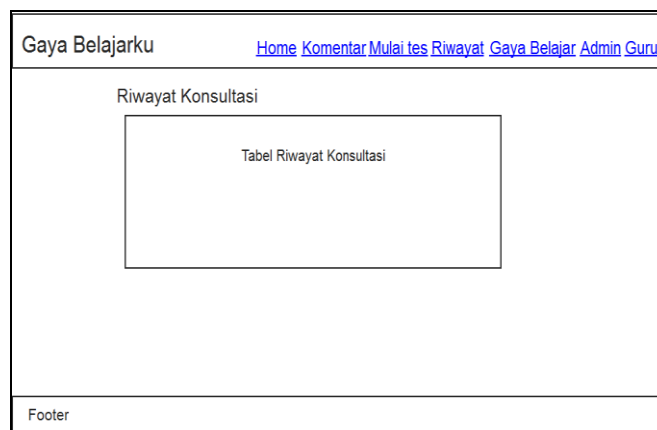 Gaya Belajarku
Home Komentar Mulai tes Riwayat Gaya Belajar Admin Guru
Riwayat Konsultasi
Tabel Riwayat Konsultasi
Footer